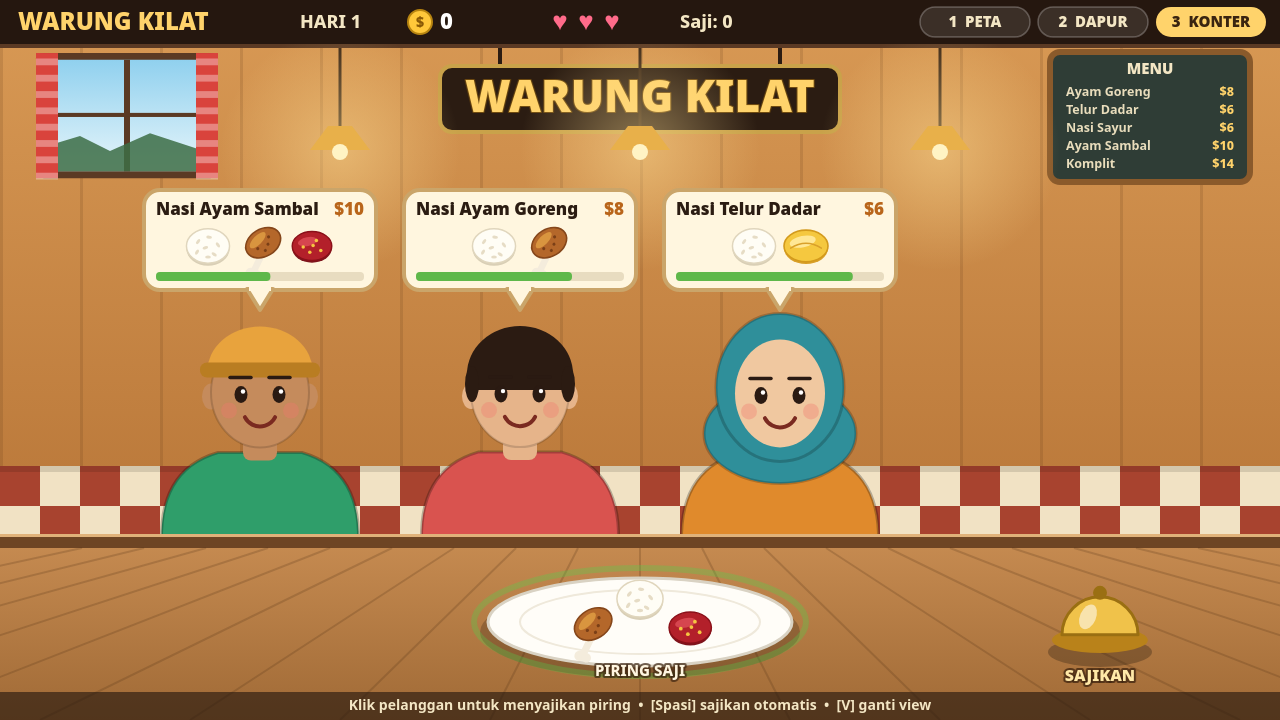 WARUNG KILAT
HARI 1
$ 0
Saji: 0
1 PETA
2 DAPUR
3 KONTER
WARUNG KILAT
MENU
Ayam Goreng $8
Telur Dadar $6
Nasi Sayur $6
Ayam Sambal $10
Komplit $14
Nasi Ayam Sambal $10
Nasi Ayam Goreng $8
Nasi Telur Dadar $6
PIRING SAJI
SAJIKAN
Klik pelanggan untuk menyajikan piring • [Spasi] sajikan otomatis • [V] ganti view